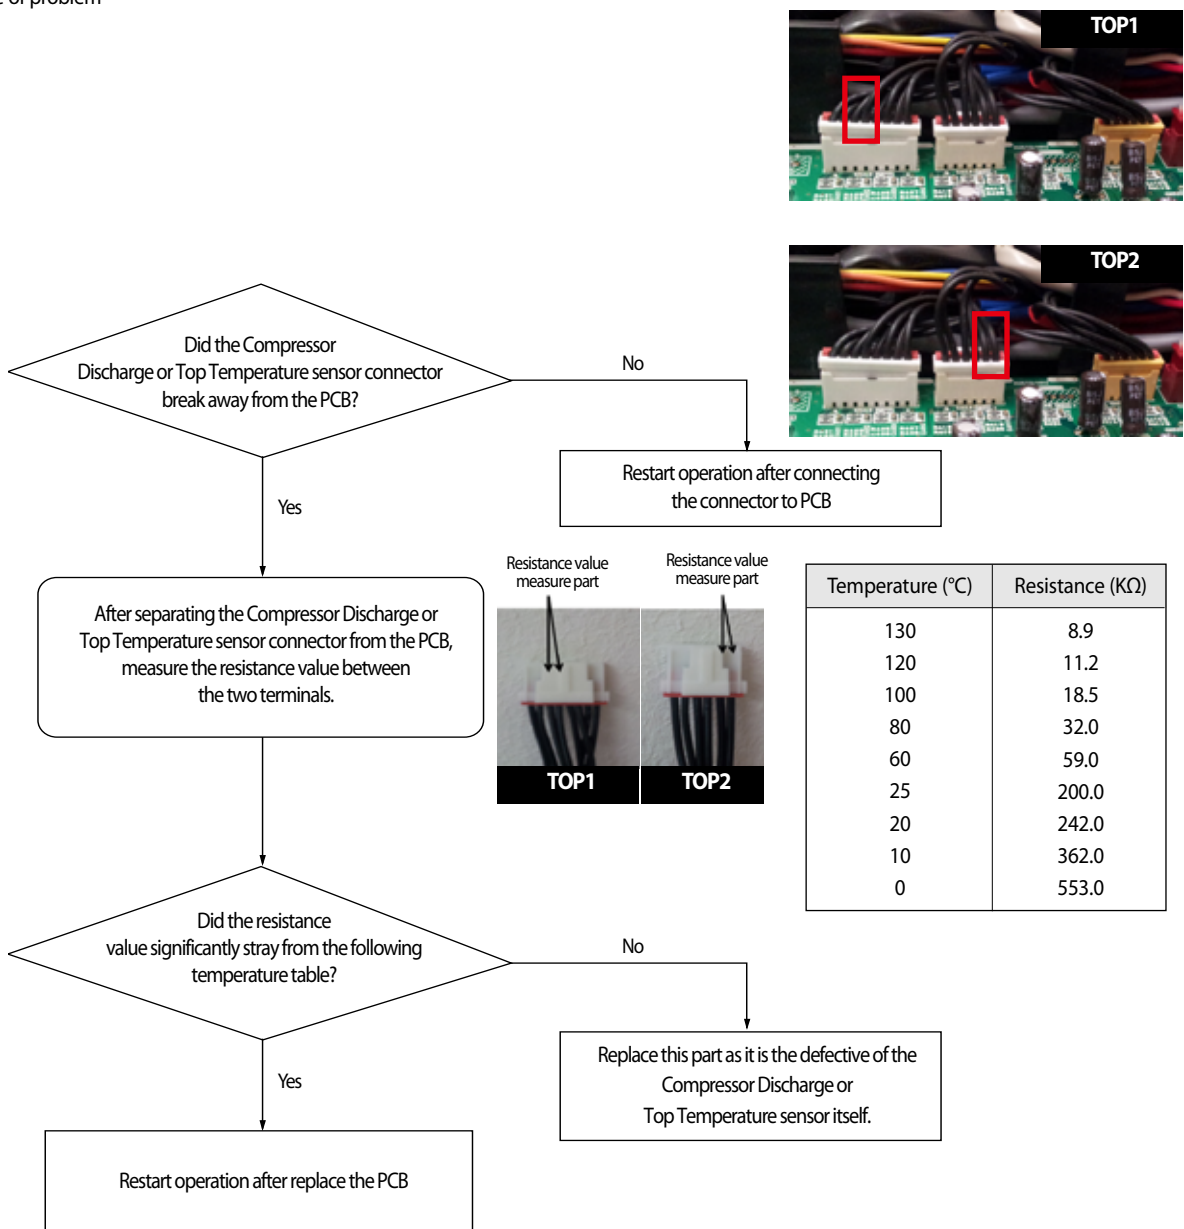 of problem
TOP1
TOP2
Did the Compressor
Discharge or Top Temperature sensor connector
break away from the PCB?
No
Restart operation after connecting
the connector to PCB
Yes
After separating the Compressor Discharge or
Top Temperature sensor connector from the PCB,
measure the resistance value between
the two terminals.
Resistance value
measure part
Resistance value
measure part
TOP1
TOP2
Temperature (°C) Resistance (KΩ)
130 8.9
120 11.2
100 18.5
80 32.0
60 59.0
25 200.0
20 242.0
10 362.0
0 553.0
Did the resistance
value significantly stray from the following
temperature table?
No
Replace this part as it is the defective of the
Compressor Discharge or
Top Temperature sensor itself.
Yes
Restart operation after replace the PCB